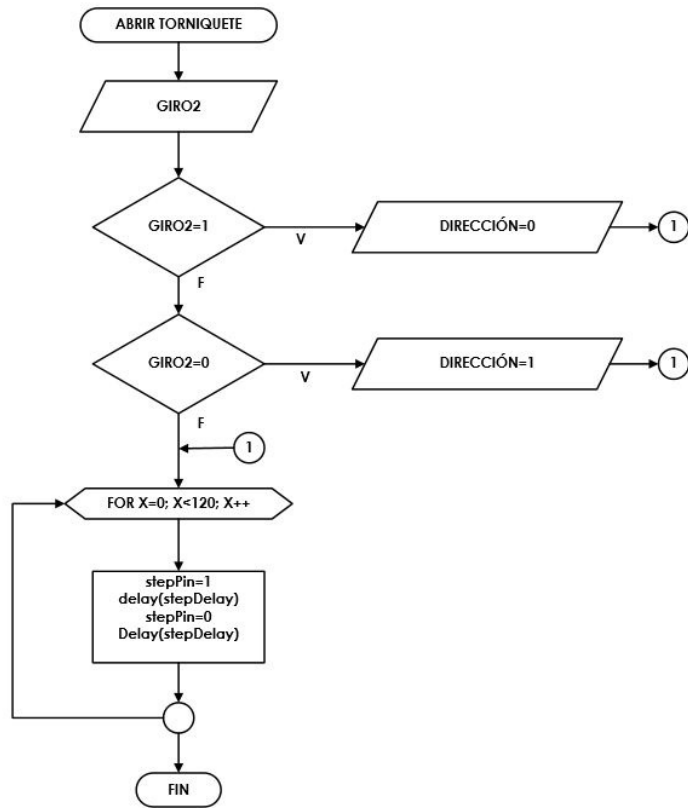 ABRIR TORNIQUETE
GIRO2
GIRO2=1
V
DIRECCIÓN=0
1
F
GIRO2=0
V
DIRECCIÓN=1
1
F
1
FOR X=0; X<120; X++
stepPin=1
delay(stepDelay)
stepPin=0
Delay(stepDelay)
FIN